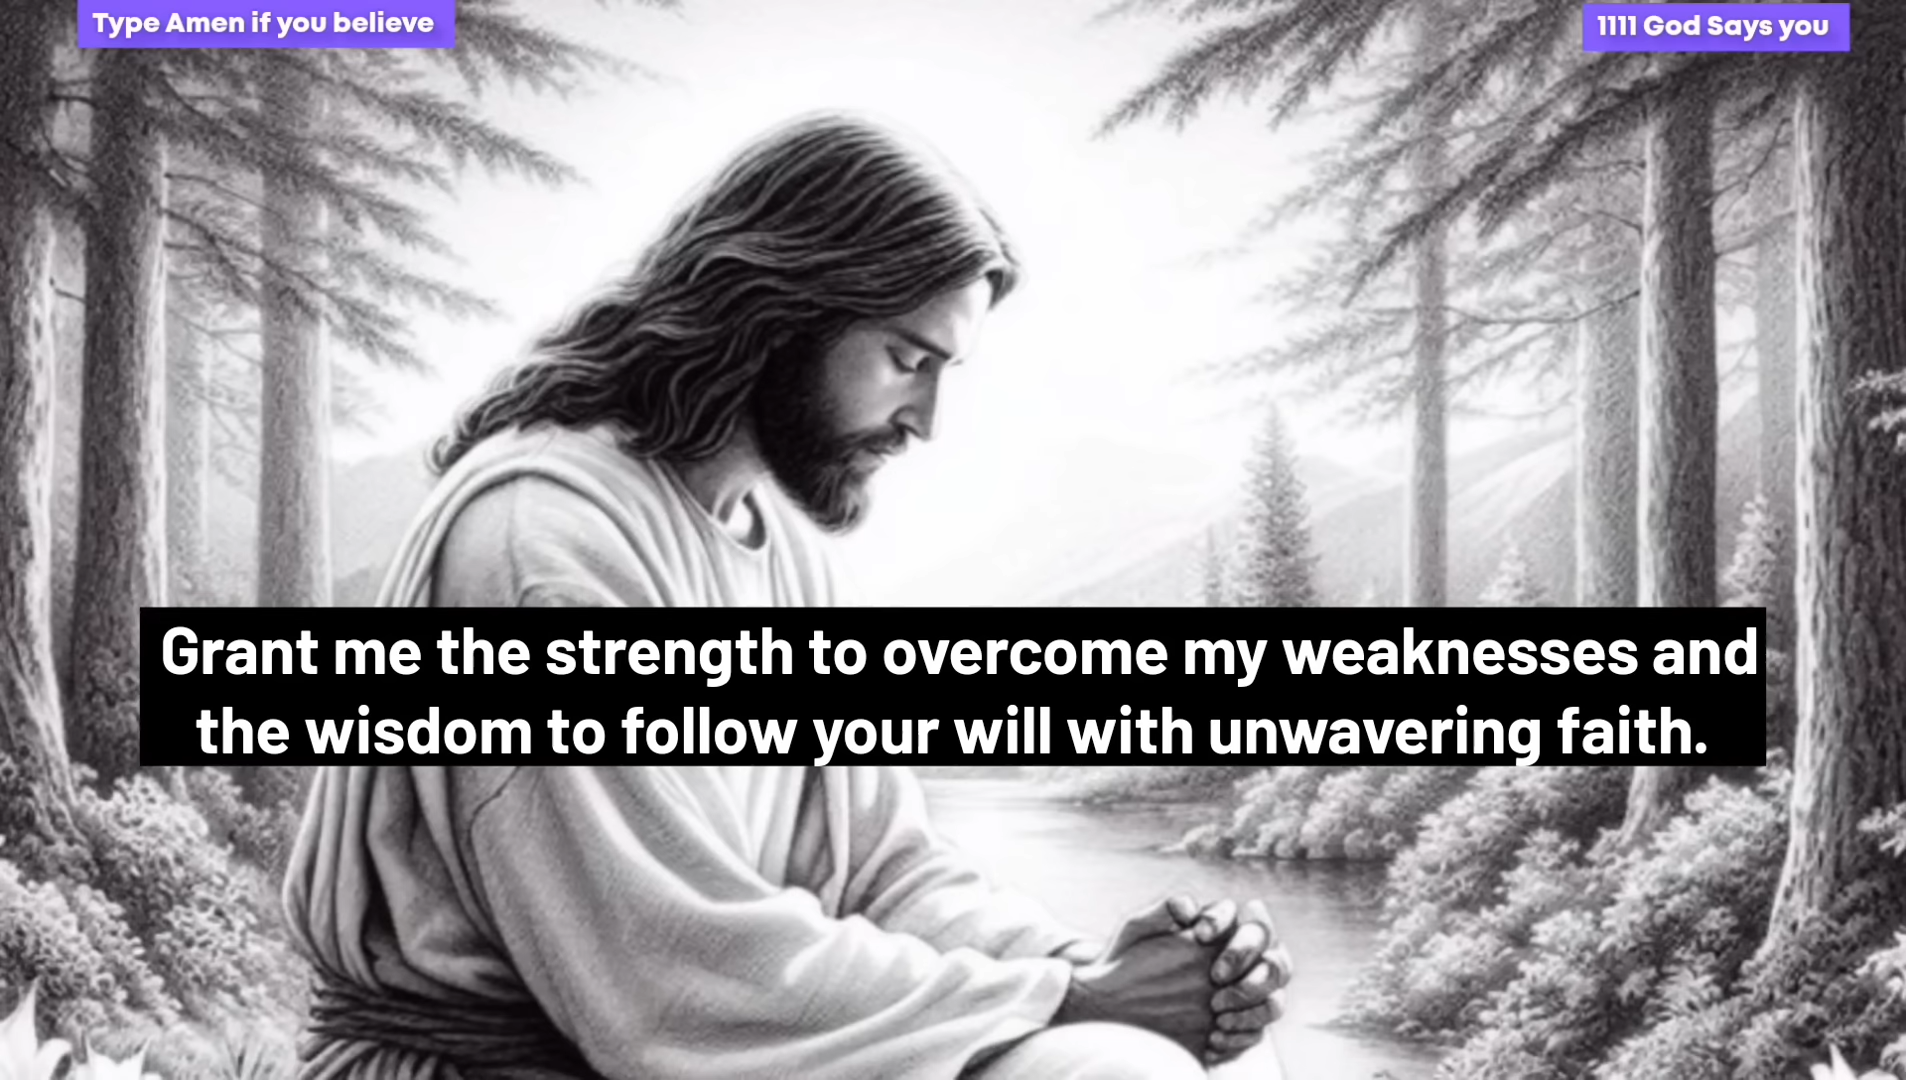 Type Amen if you believe
1111 God Says you
Grant me the strength to overcome my weaknesses and
the wisdom to follow your will with unwavering faith.